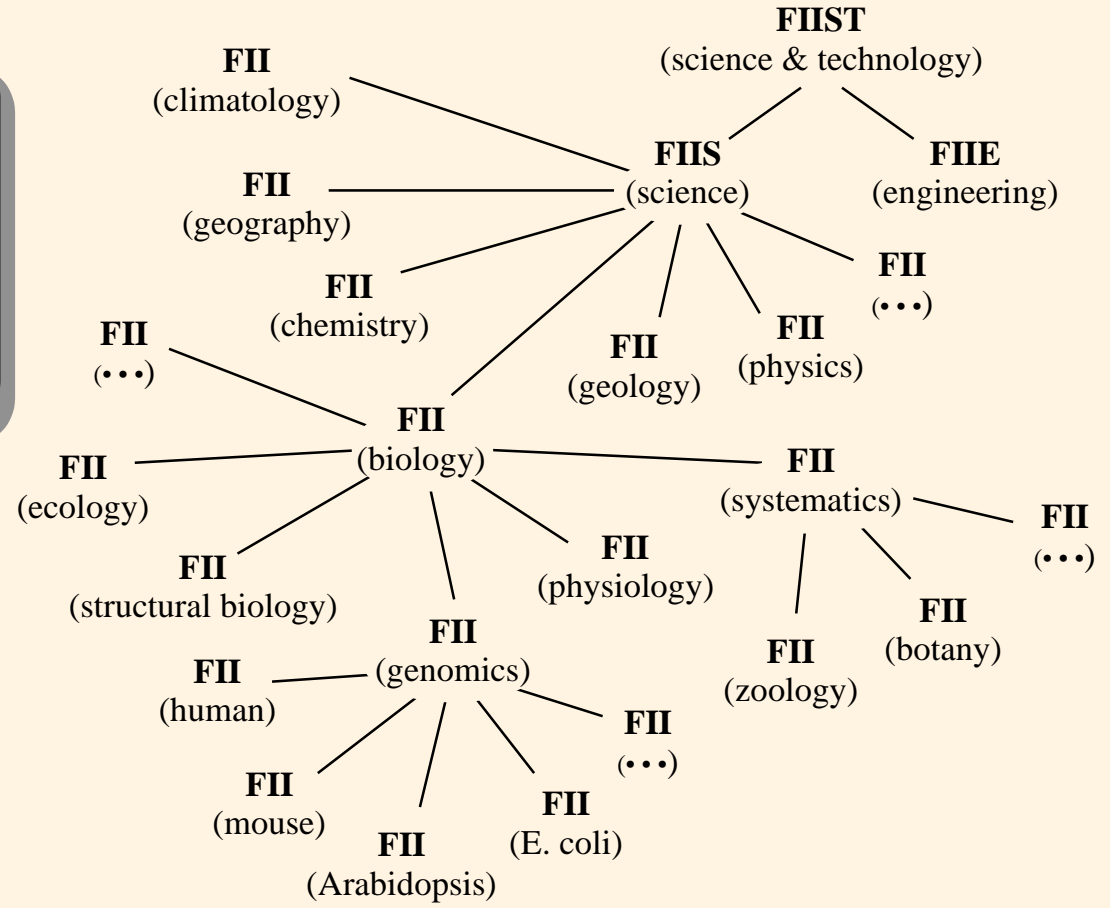 FIIST
(science & technology)
FII
(climatology)
FIIS
(science)
FIIE
(engineering)
FII
(geography)
FII
(•••)
FII
(chemistry)
FII
(physics)
FII
(geology)
FII
(•••)
FII
(biology)
FII
(ecology)
FII
(systematics)
FII
(•••)
FII
(structural biology)
FII
(physiology)
FII
(botany)
FII
(genomics)
FII
(zoology)
FII
(human)
FII
(•••)
FII
(mouse)
FII
(E. coli)
FII
(Arabidopsis)